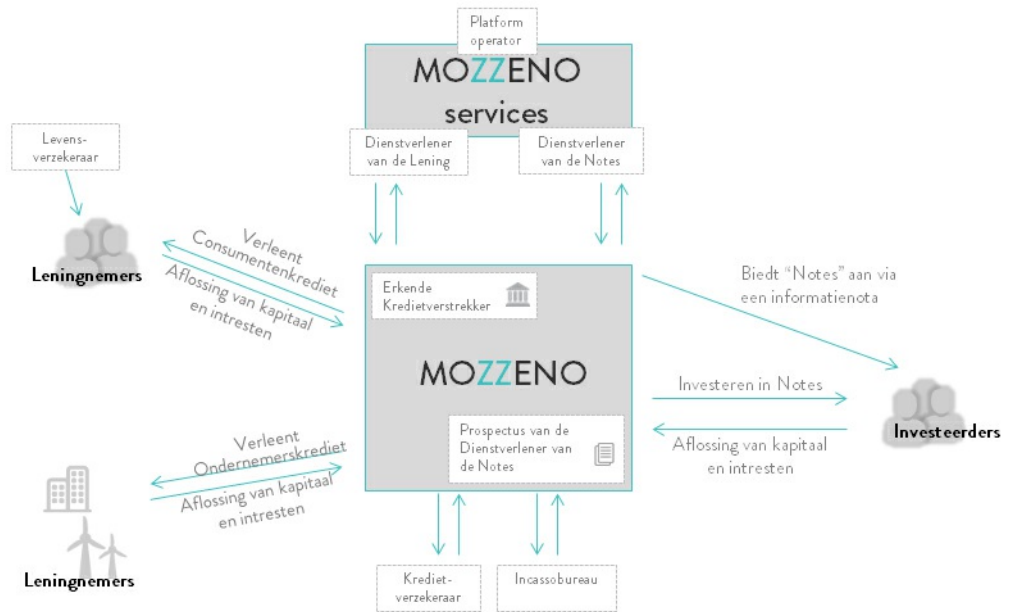 Platform
operator
MOZZENO
services
Dienstverlener
van de Lening
Dienstverlener
van de Notes
Levens-
verzekeraar
Leningnemers
Verleent
Consumentenkrediet
Aflossing van kapitaal
en intresten
Erkende
Kredietverstrekker
MOZZENO
Prospectus van de
Dienstverlener van
de Notes
Biedt “Notes” aan via
een informatienota
Investeren in Notes
Aflossing van kapitaal
en intresten
Investeerders
Verleent
Ondernemerskrediet
Aflossing van kapitaal
en intresten
Leningnemers
Krediet-
verzekeraar
Incassobureau